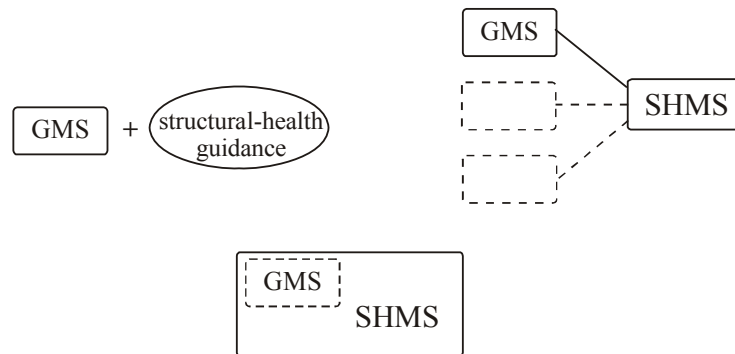 GMS
+
structural-health
guidance
GMS
SHMS
GMS
SHMS